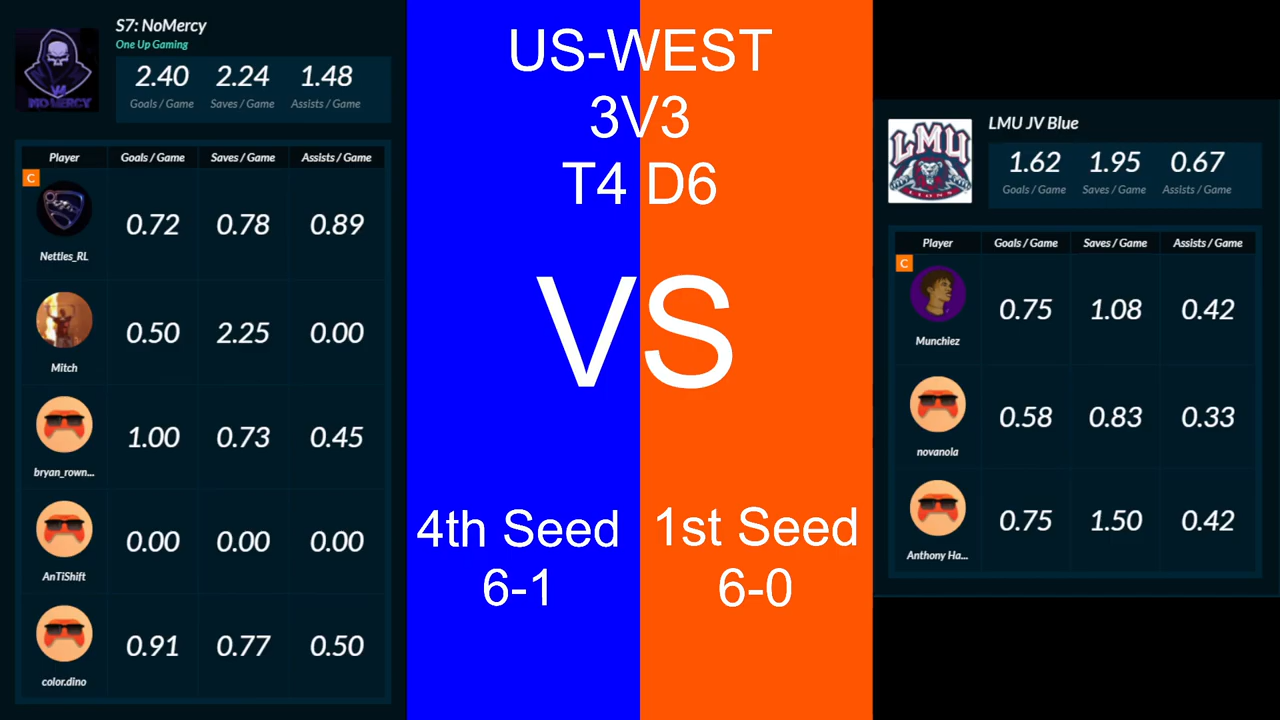 S7: NoMercy
One Up Gaming
2.40 2.24 1.48
Goals / Game Saves / Game Assists / Game
NO MERCY
Player Goals / Game Saves / Game Assists / Game
C
0.72 0.78 0.89
Nettles_RL
0.50 2.25 0.00
Mitch
1.00 0.73 0.45
bryan_rown...
0.00 0.00 0.00
AnTiShift
0.91 0.77 0.50
color.dino
US-WEST
3V3
T4 D6
VS
4th Seed 1st Seed
6-1 6-0
LMU JV Blue
LMU
LIONS
1.62 1.95 0.67
Goals / Game Saves / Game Assists / Game
Player Goals / Game Saves / Game Assists / Game
C
0.75 1.08 0.42
Munchiez
0.58 0.83 0.33
novanola
0.75 1.50 0.42
Anthony Ha...